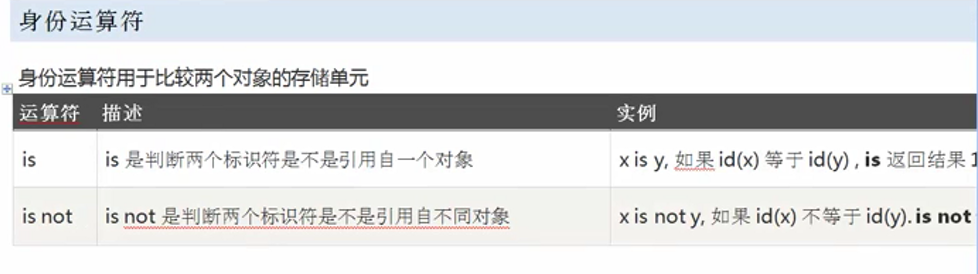 身份运算符
身份运算符用于比较两个对象的存储单元
运算符 描述 实例
is is 是判断两个标识符是不是引用自一个对象 x is y, 如果 id(x) 等于 id(y) , is 返回结果 1
is not is not 是判断两个标识符是不是引用自不同对象 x is not y, 如果 id(x) 不等于 id(y). is not